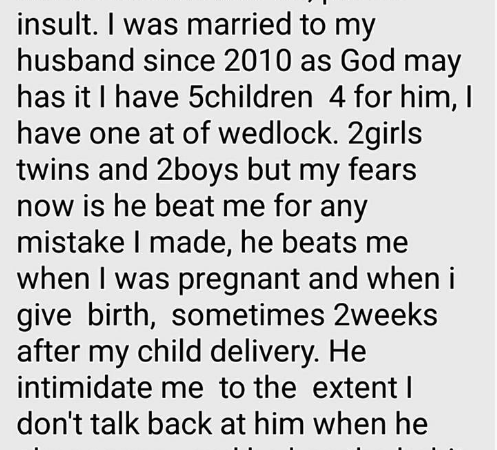 insult. I was married to my
husband since 2010 as God may
has it I have 5children  4 for him, I
have one at of wedlock. 2girls
twins and 2boys but my fears
now is he beat me for any
mistake I made, he beats me
when I was pregnant and when i
give  birth,  sometimes 2weeks
after my child delivery. He
intimidate me  to the  extent I
don't talk back at him when he